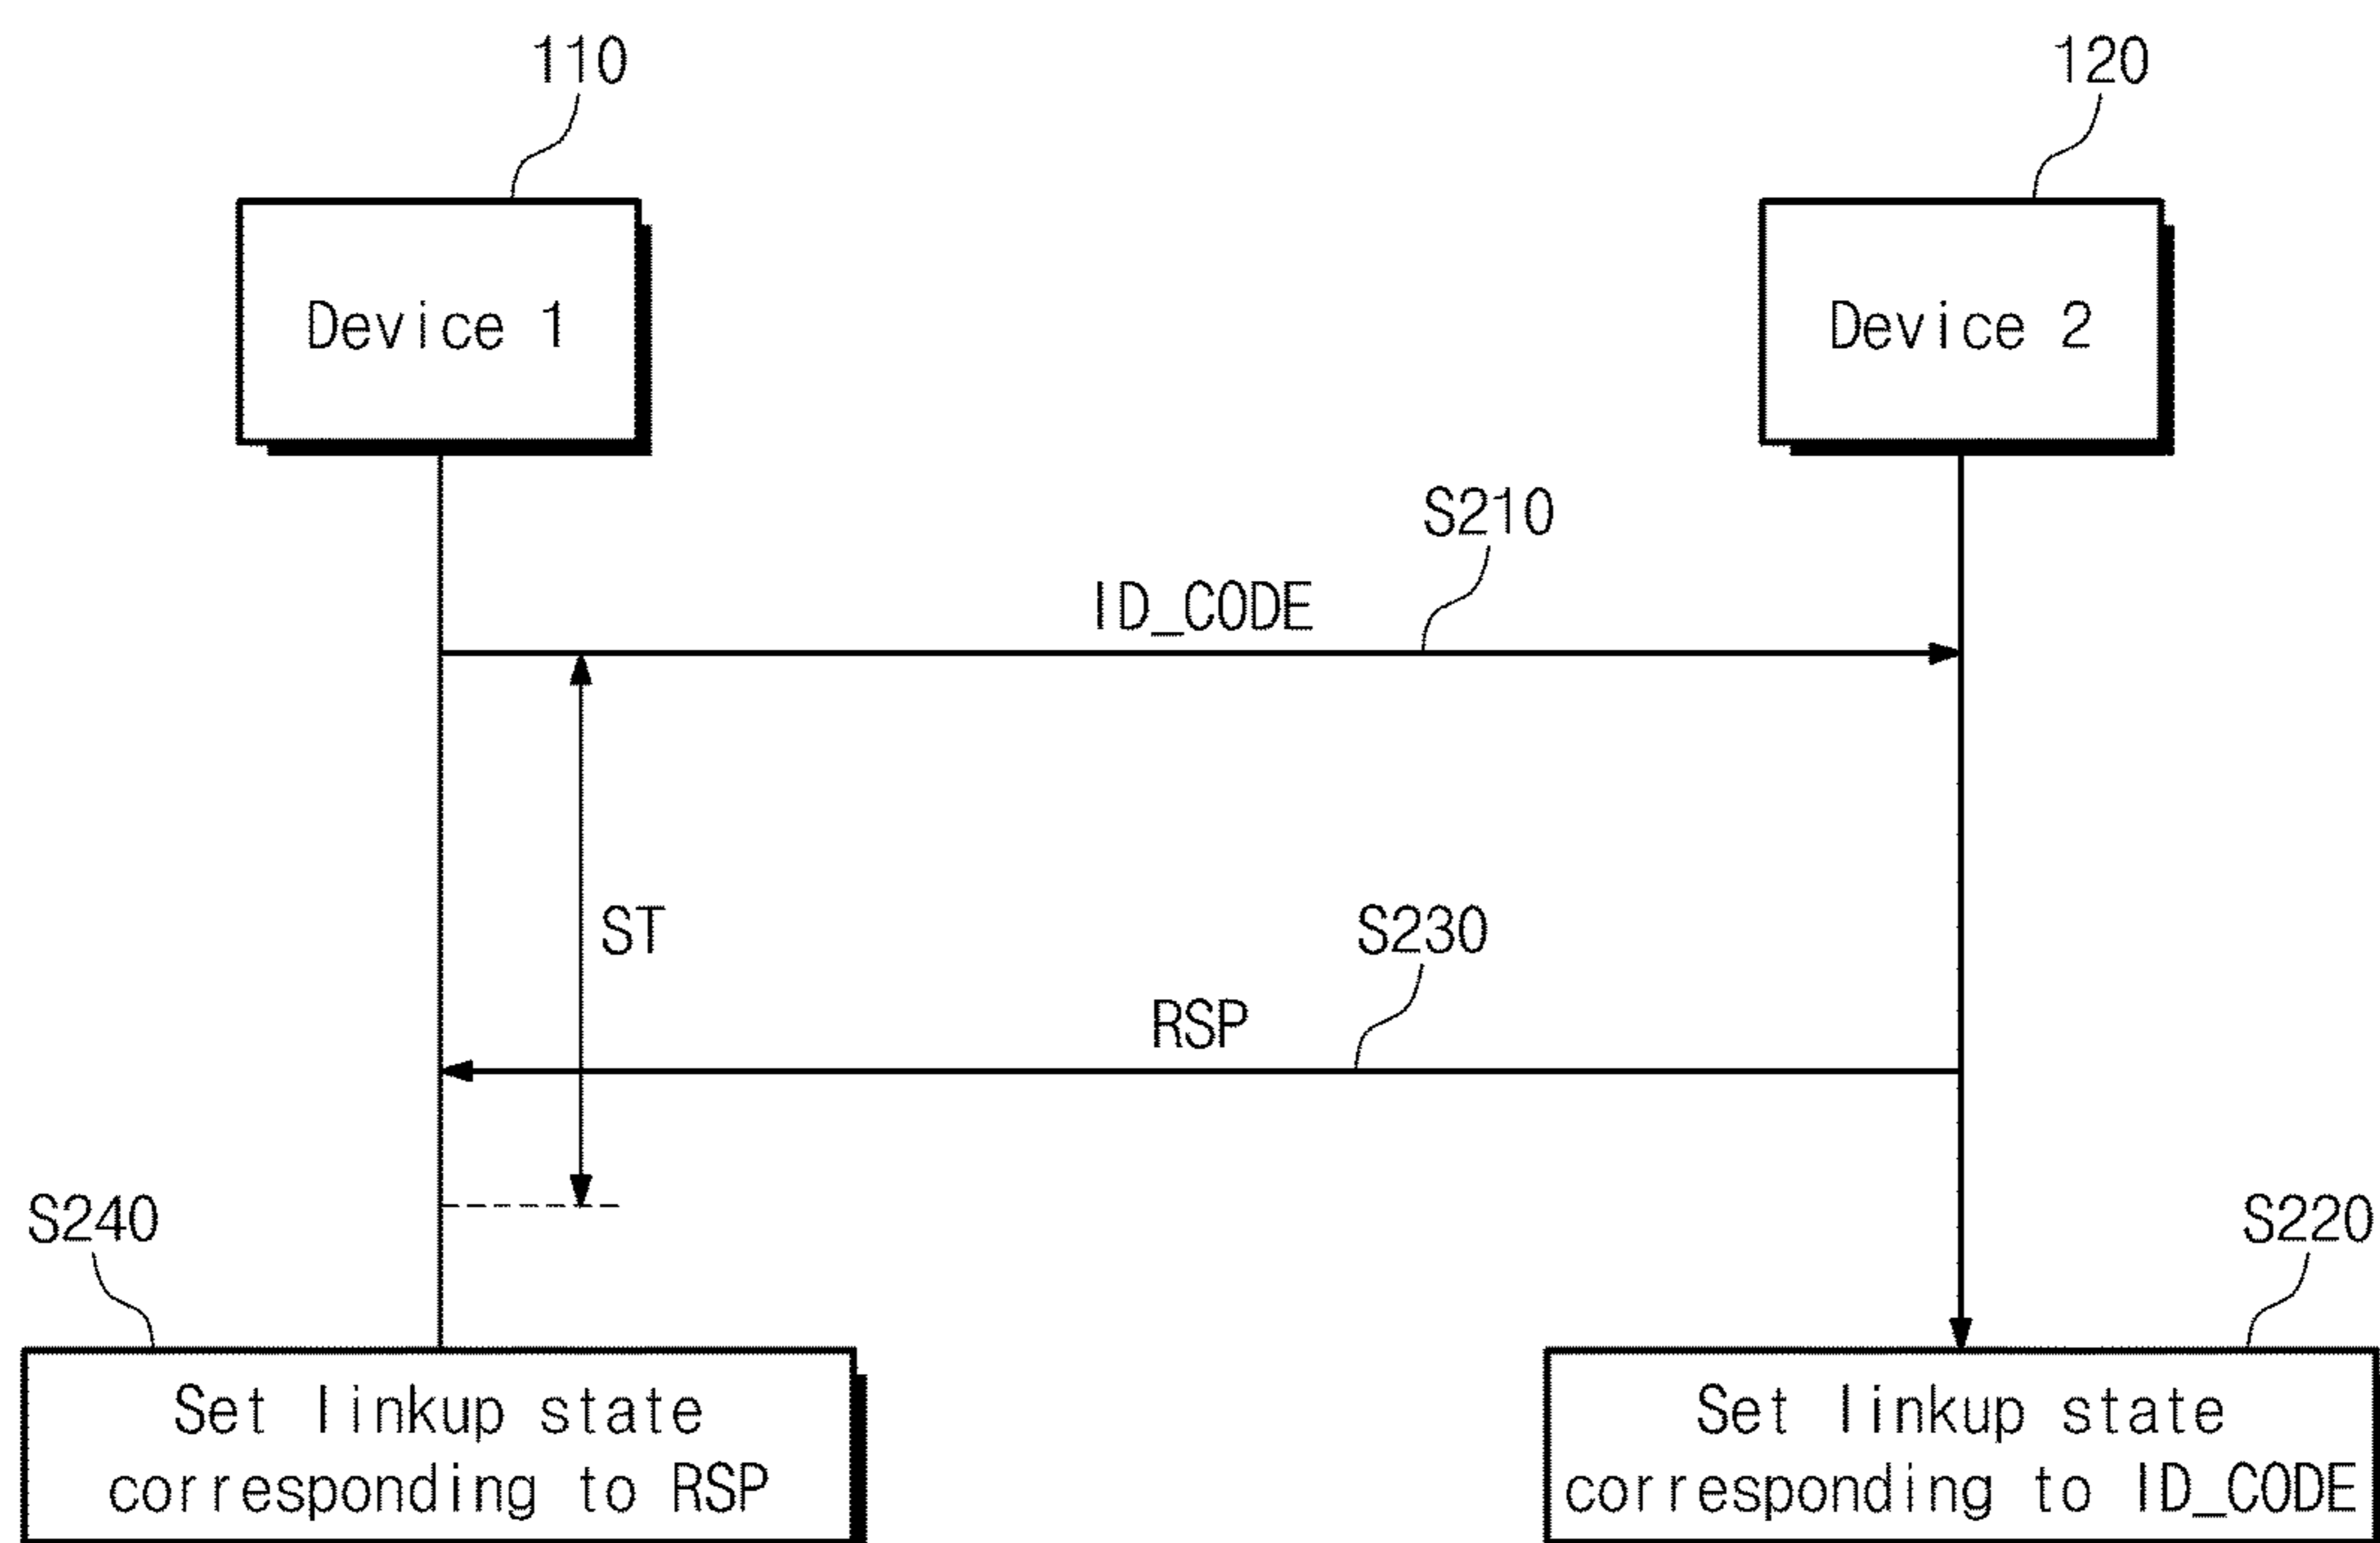 110
120
Device 1
Device 2
S210
ID_CODE
ST
S230
RSP
S240
S220
Set linkup state
corresponding to RSP
Set linkup state
corresponding to ID_CODE